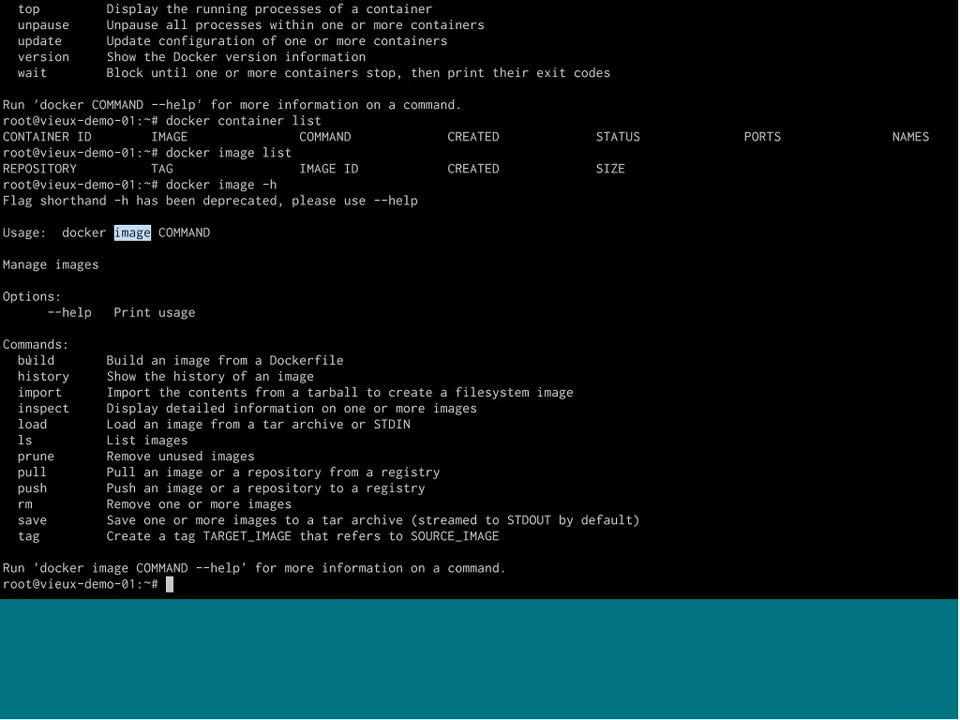 top         Display the running processes of a container
unpause     Unpause all processes within one or more containers
update      Update configuration of one or more containers
version     Show the Docker version information
wait        Block until one or more containers stop, then print their exit codes
Run 'docker COMMAND --help' for more information on a command.
root@vieux-demo-01:~# docker container list
CONTAINER ID        IMAGE               COMMAND             CREATED             STATUS              PORTS               NAMES
root@vieux-demo-01:~# docker image list
REPOSITORY          TAG                 IMAGE ID            CREATED             SIZE
root@vieux-demo-01:~# docker image -h
Flag shorthand -h has been deprecated, please use --help
Usage:  docker image COMMAND
Manage images
Options:
      --help   Print usage
Commands:
  build       Build an image from a Dockerfile
  history     Show the history of an image
  import      Import the contents from a tarball to create a filesystem image
  inspect     Display detailed information on one or more images
  load        Load an image from a tar archive or STDIN
  ls          List images
  prune       Remove unused images
  pull        Pull an image or a repository from a registry
  push        Push an image or a repository to a registry
  rm          Remove one or more images
  save        Save one or more images to a tar archive (streamed to STDOUT by default)
  tag         Create a tag TARGET_IMAGE that refers to SOURCE_IMAGE
Run 'docker image COMMAND --help' for more information on a command.
root@vieux-demo-01:~#